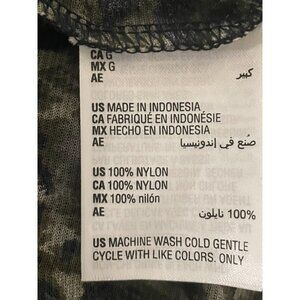 CA G
MX G
AE كبير
US MADE IN INDONESIA
CA FABRIQUÉ EN INDONÉSIE
MX HECHO EN INDONESIA
AE صُنع في إندونيسيا
US 100% NYLON
CA 100% NYLON
MX 100% nilón
AE 100% نايلون
US MACHINE WASH COLD GENTLE
CYCLE WITH LIKE COLORS. ONLY